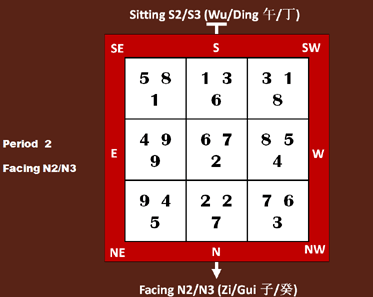 Sitting S2/S3 (Wu/Ding 午/丁)
SE S SW
5 8 1 3 3 1
1 6 8
Period 2
Facing N2/N3
E W
4 9 6 7 8 5
9 2 4
9 4 2 2 7 6
5 7 3
NE N NW
Facing N2/N3 (Zi/Gui 子/癸)